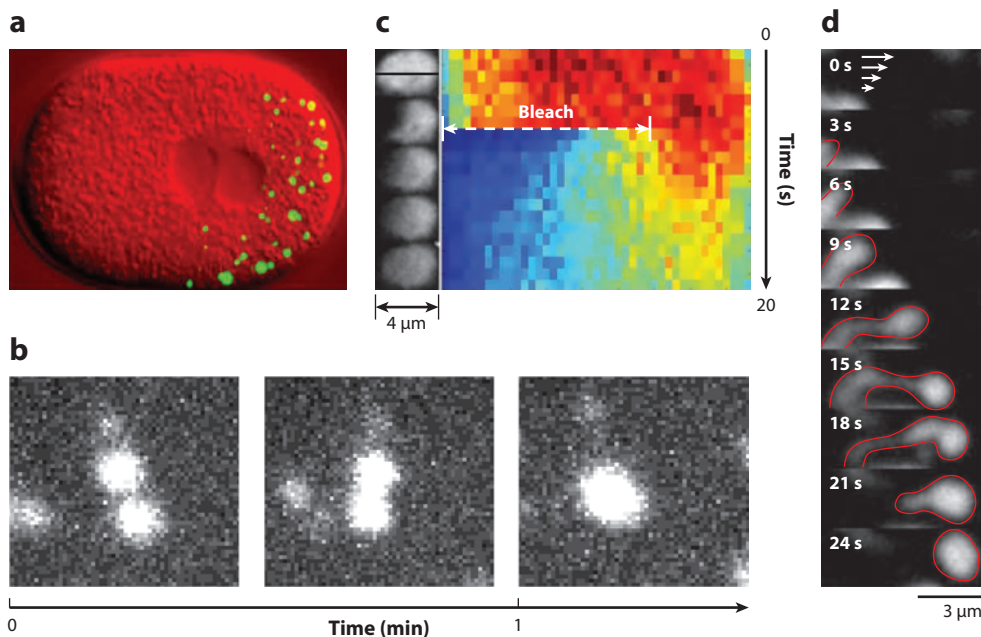 a
c
0
Bleach
Time (s)
20
4 µm
b
0
1
Time (min)
d
0 s
3 s
6 s
9 s
12 s
15 s
18 s
21 s
24 s
3 µm